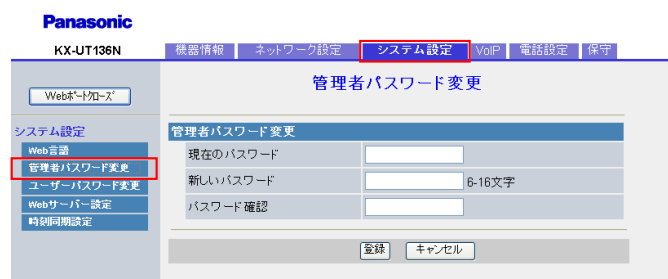 Panasonic
KX-UT136N
機器情報 ネットワーク設定 システム設定 VoIP 電話設定 保守
Webﾎﾟｰﾄｸﾛｰｽﾞ
管理者パスワード変更
システム設定
Web言語
管理者パスワード変更
ユーザーパスワード変更
Webサーバー設定
時刻同期設定
管理者パスワード変更
現在のパスワード
新しいパスワード 6-16文字
パスワード確認
登録 キャンセル